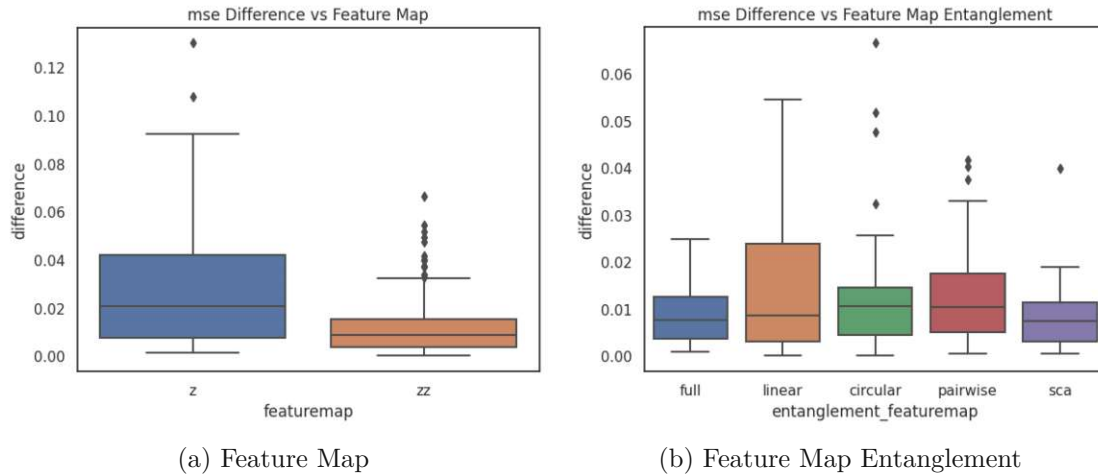 mse Difference vs Feature Map
0.12
0.10
0.08
0.06
0.04
0.02
0.00
difference
z zz
featuremap
(a) Feature Map
mse Difference vs Feature Map Entanglement
0.06
0.05
0.04
0.03
0.02
0.01
0.00
difference
full linear circular pairwise sca
entanglement_featuremap
(b) Feature Map Entanglement